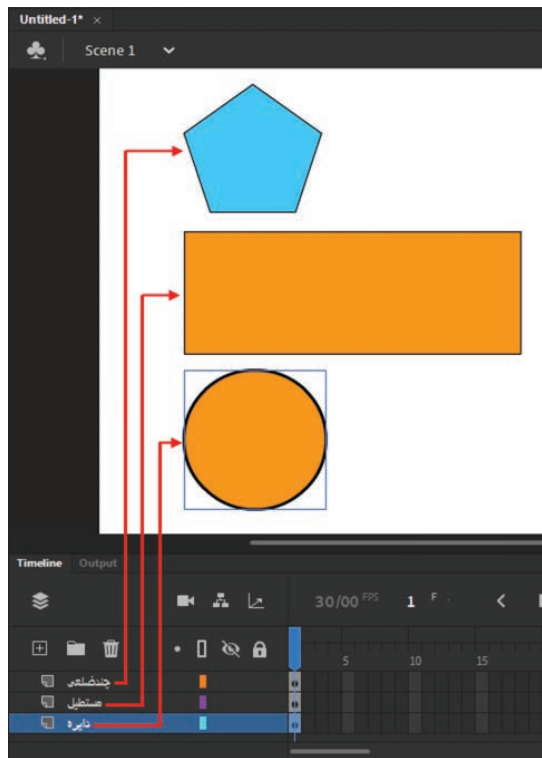 Untitled-1* ×
Scene 1
Timeline Output
30/00 FPS 1 F
5 10 15
چندضلعی
مستطیل
دایره